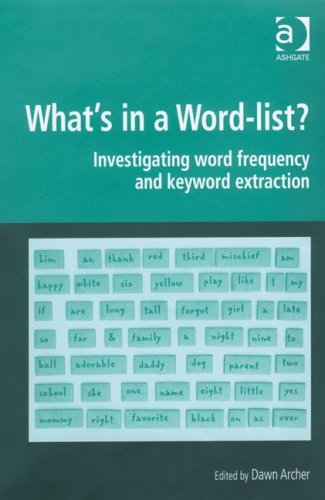 a
ASHGATE
What's in a Word-list?
Investigating word frequency
and keyword extraction
him an thank red third mischief am
happy white six yellow play like I my
if are long tall forgot girl a late
so for & family a night nine to
ball adorable daddy dog parent two
school she one name eight little yes
mommy right favorite black on as over
Edited by Dawn Archer